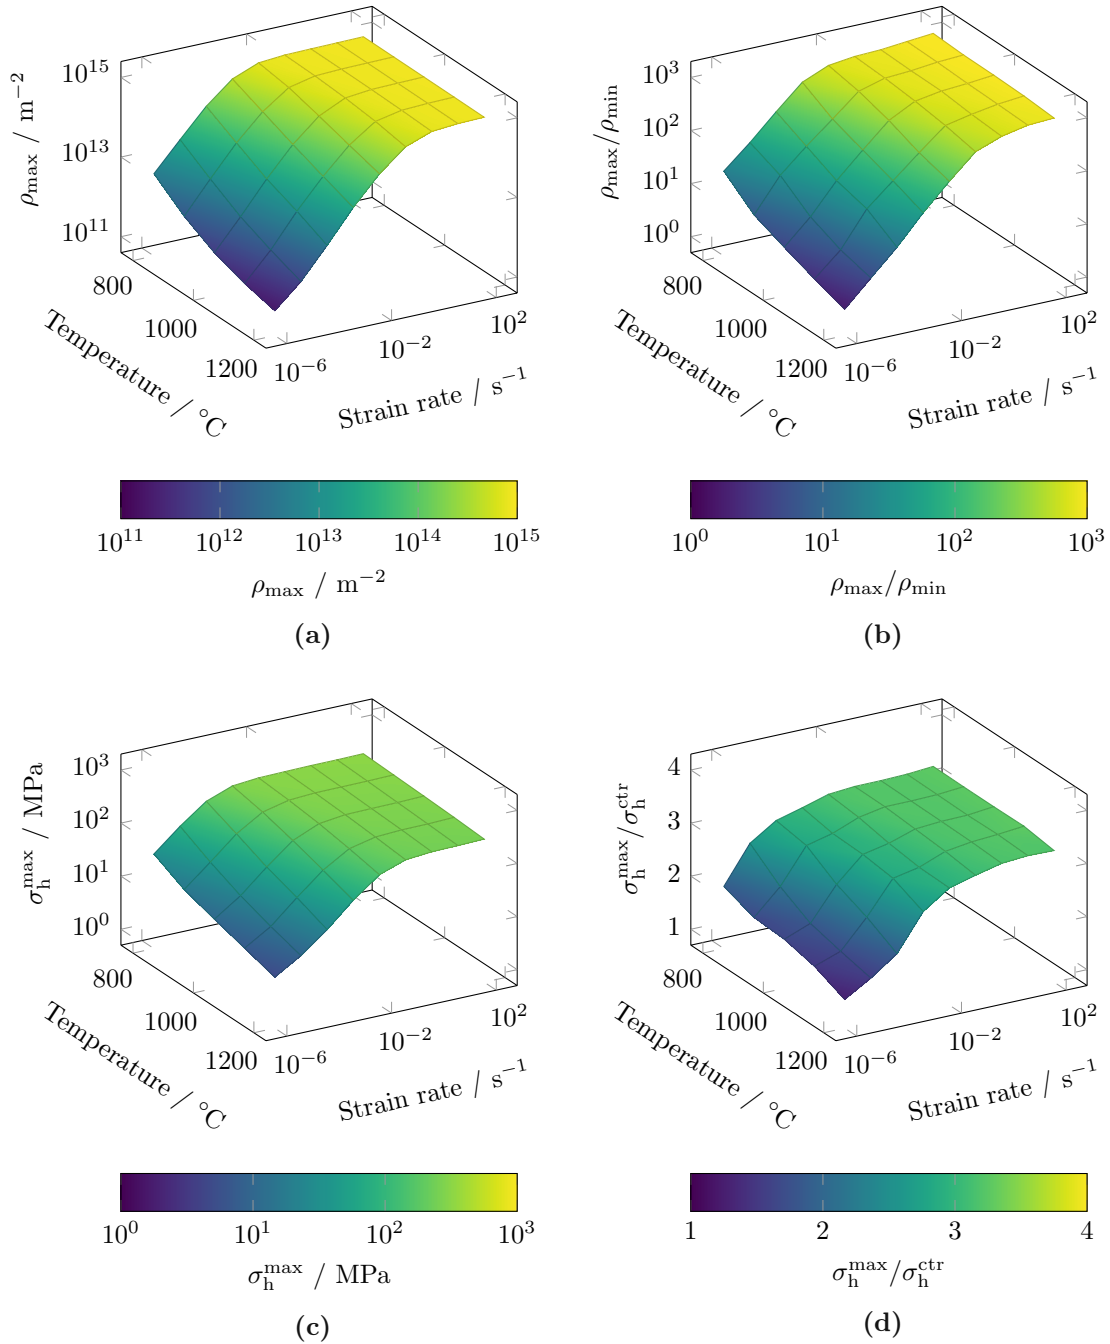 10^15
10^13
10^11
ρ_max / m^−2
800
1000
1200
Temperature / °C
10^−6
10^−2
10^2
Strain rate / s^−1
10^11 10^12 10^13 10^14 10^15
ρ_max / m^−2
(a)
10^3
10^2
10^1
10^0
ρ_max/ρ_min
800
1000
1200
Temperature / °C
10^−6
10^−2
10^2
Strain rate / s^−1
10^0 10^1 10^2 10^3
ρ_max/ρ_min
(b)
10^3
10^2
10^1
10^0
σ_h^max / MPa
800
1000
1200
Temperature / °C
10^−6
10^−2
10^2
Strain rate / s^−1
10^0 10^1 10^2 10^3
σ_h^max / MPa
(c)
4
3
2
1
σ_h^max/σ_h^ctr
800
1000
1200
Temperature / °C
10^−6
10^−2
10^2
Strain rate / s^−1
1 2 3 4
σ_h^max/σ_h^ctr
(d)